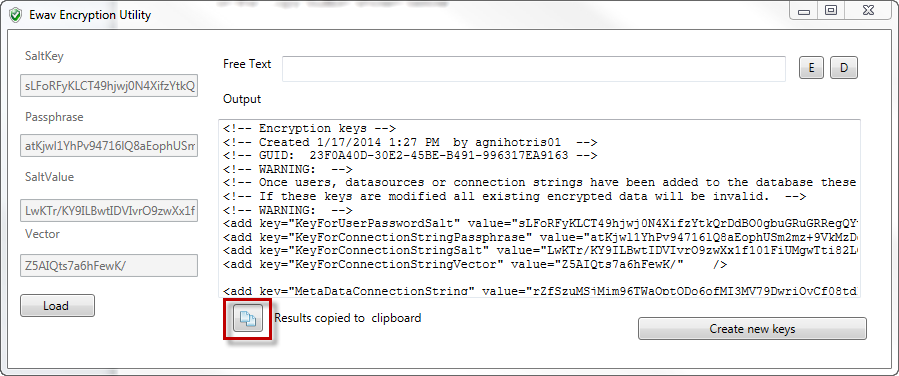 Ewav Encryption Utility
SaltKey
sLFoRFyKLCT49hjwj0N4XifzYtkQ
Passphrase
atKjwl1YhPv94716lQ8aEophUSm
SaltValue
LwKTr/KY9ILBwtIDVIvrO9zwXx1f
Vector
Z5AIQts7a6hFewK/
Load
Free Text
E D
Output
<!-- Encryption keys -->
<!-- Created 1/17/2014 1:27 PM  by agnihotris01  -->
<!-- GUID:  23F0A40D-30E2-45BE-B491-996317EA9163 -->
<!-- WARNING:  -->
<!-- Once users, datasources or connection strings have been added to the database these
<!-- If these keys are modified all existing encrypted data will be invalid.  -->
<!-- WARNING:  -->
<add key="KeyForUserPasswordSalt" value="sLFoRFyKLCT49hjwj0N4XifzYtkQrDdBO0gbuGRuGRRegQY
<add key="KeyForConnectionStringPassphrase" value="atKjwl1YhPv94716lQ8aEophUSm2mz+9VkMzD
<add key="KeyForConnectionStringSalt" value="LwKTr/KY9ILBwtIDVIvrO9zwXx1f101FiUMgwTti82L
<add key="KeyForConnectionStringVector" value="Z5AIQts7a6hFewK/"    />
<add key="MetaDataConnectionString" value="rZfSzuMSjMim96TWaOptODo6ofMI3MV79DwriOvCf08td
Results copied to  clipboard
Create new keys